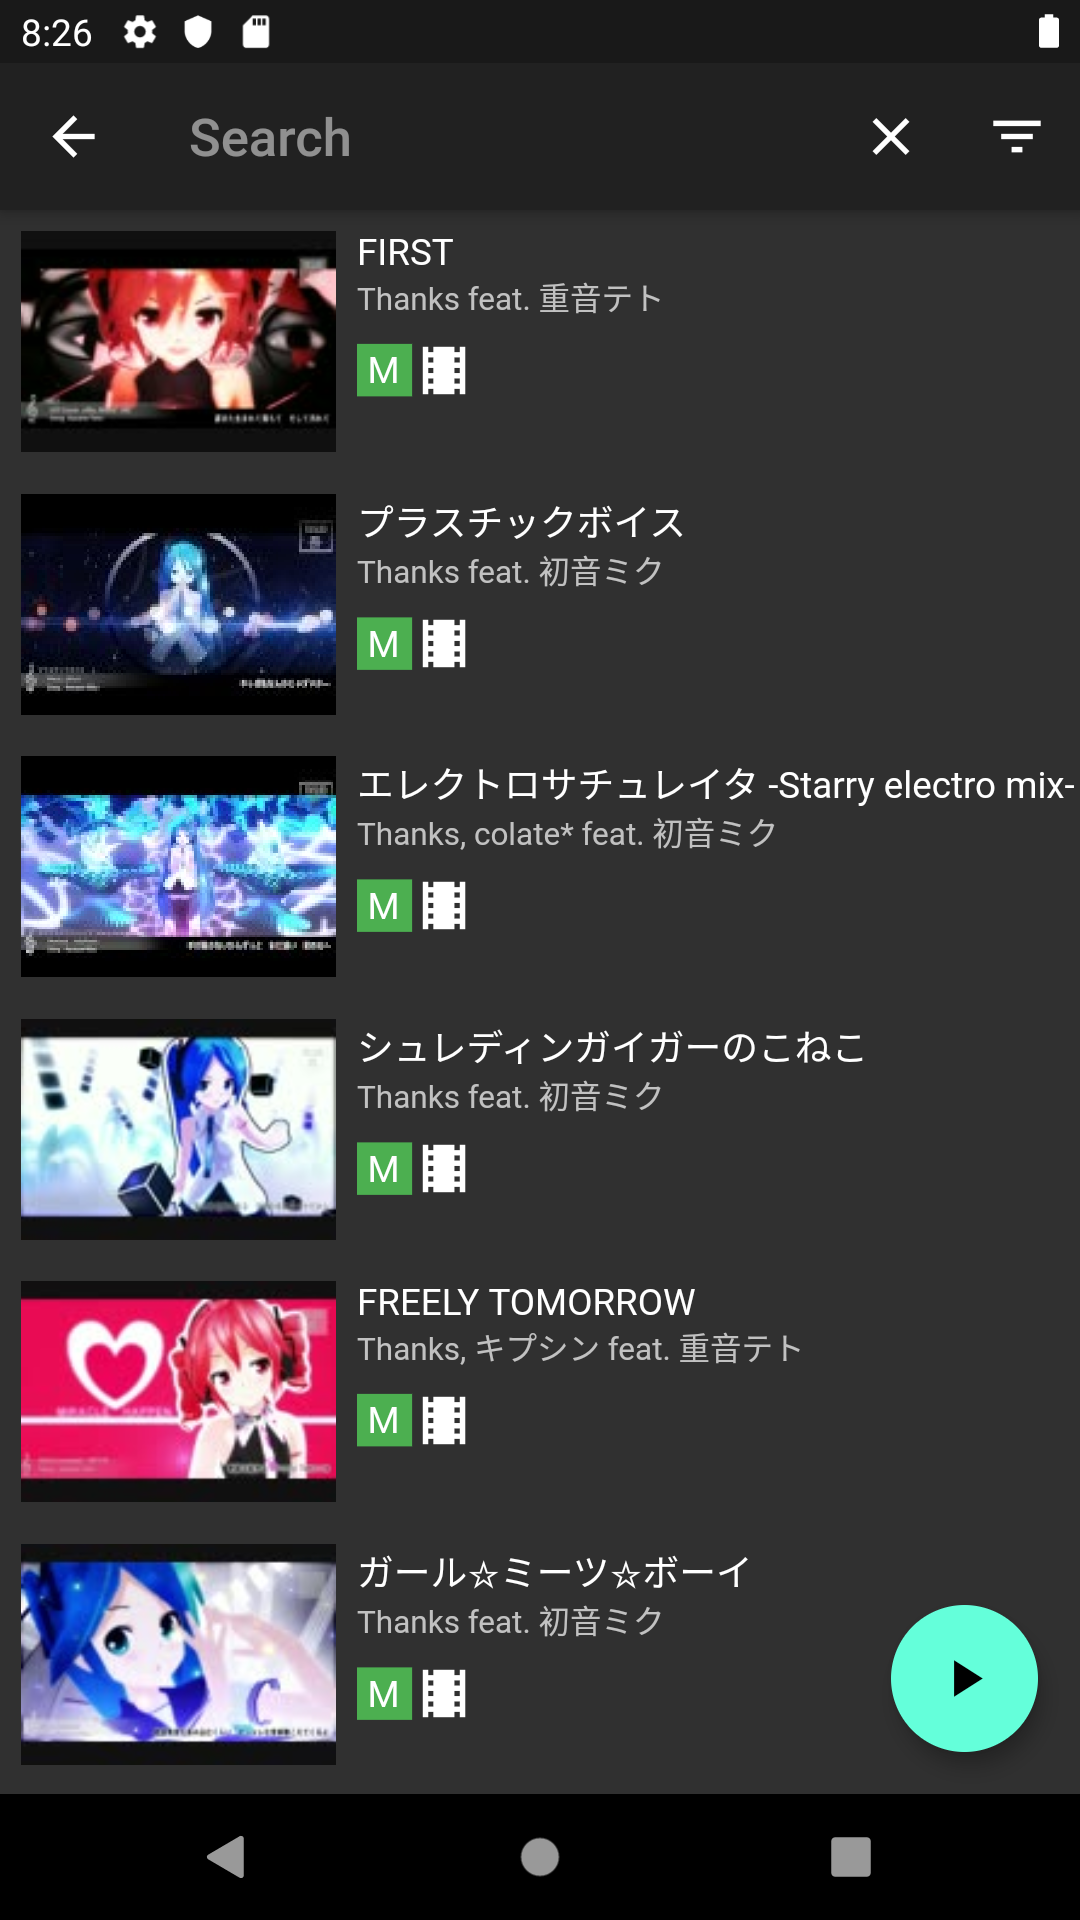 8:26
Search
FIRST
Thanks feat. 重音テト
M
プラスチックボイス
Thanks feat. 初音ミク
M
エレクトロサチュレイタ -Starry electro mix-
Thanks, colate* feat. 初音ミク
M
シュレディンガイガーのこねこ
Thanks feat. 初音ミク
M
FREELY TOMORROW
Thanks, キプシン feat. 重音テト
M
MIRACLE HAPPEN
ガール☆ミーツ☆ボーイ
Thanks feat. 初音ミク
M